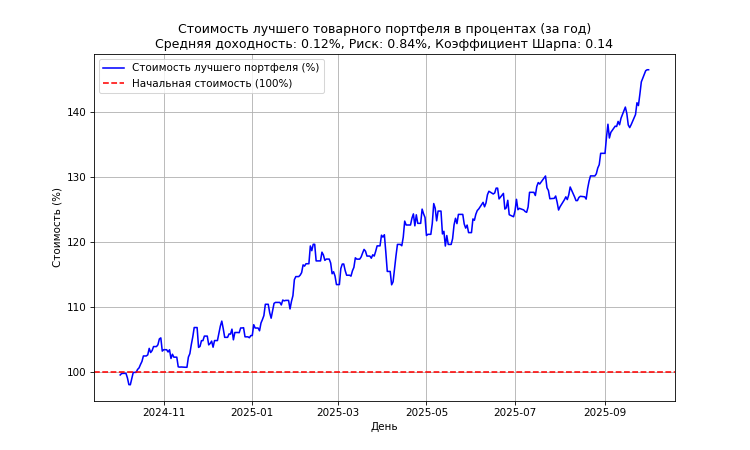 Стоимость лучшего товарного портфеля в процентах (за год)
Средняя доходность: 0.12%, Риск: 0.84%, Коэффициент Шарпа: 0.14
Стоимость лучшего портфеля (%)
Начальная стоимость (100%)
Стоимость (%)
140
130
120
110
100
2024-11
2025-01
2025-03
2025-05
2025-07
2025-09
День